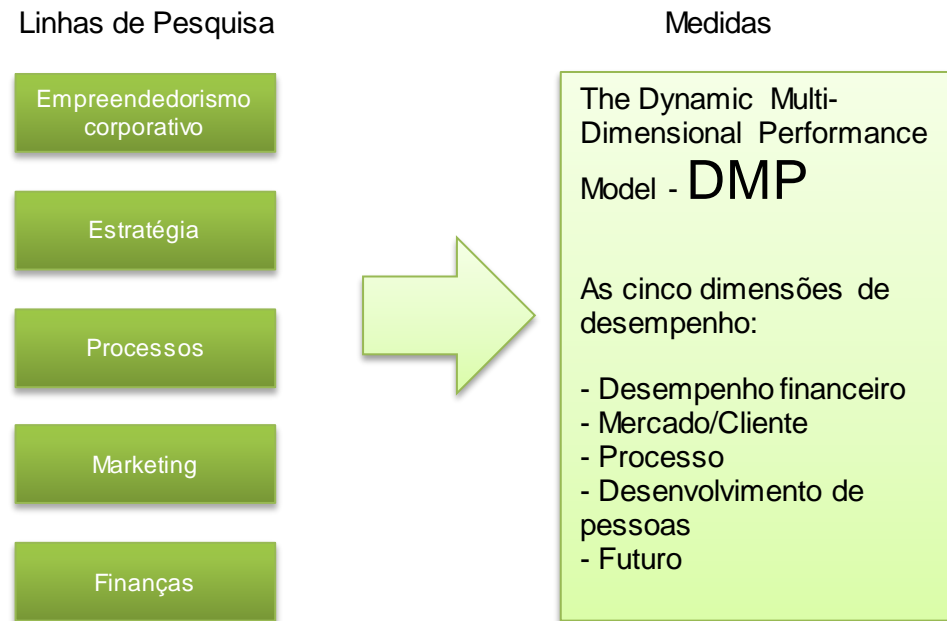 Linhas de Pesquisa
Medidas
Empreendedorismo
corporativo
Estratégia
Processos
Marketing
Finanças
The Dynamic Multi-
Dimensional Performance
Model - DMP
As cinco dimensões de
desempenho:
- Desempenho financeiro
- Mercado/Cliente
- Processo
- Desenvolvimento de
pessoas
- Futuro